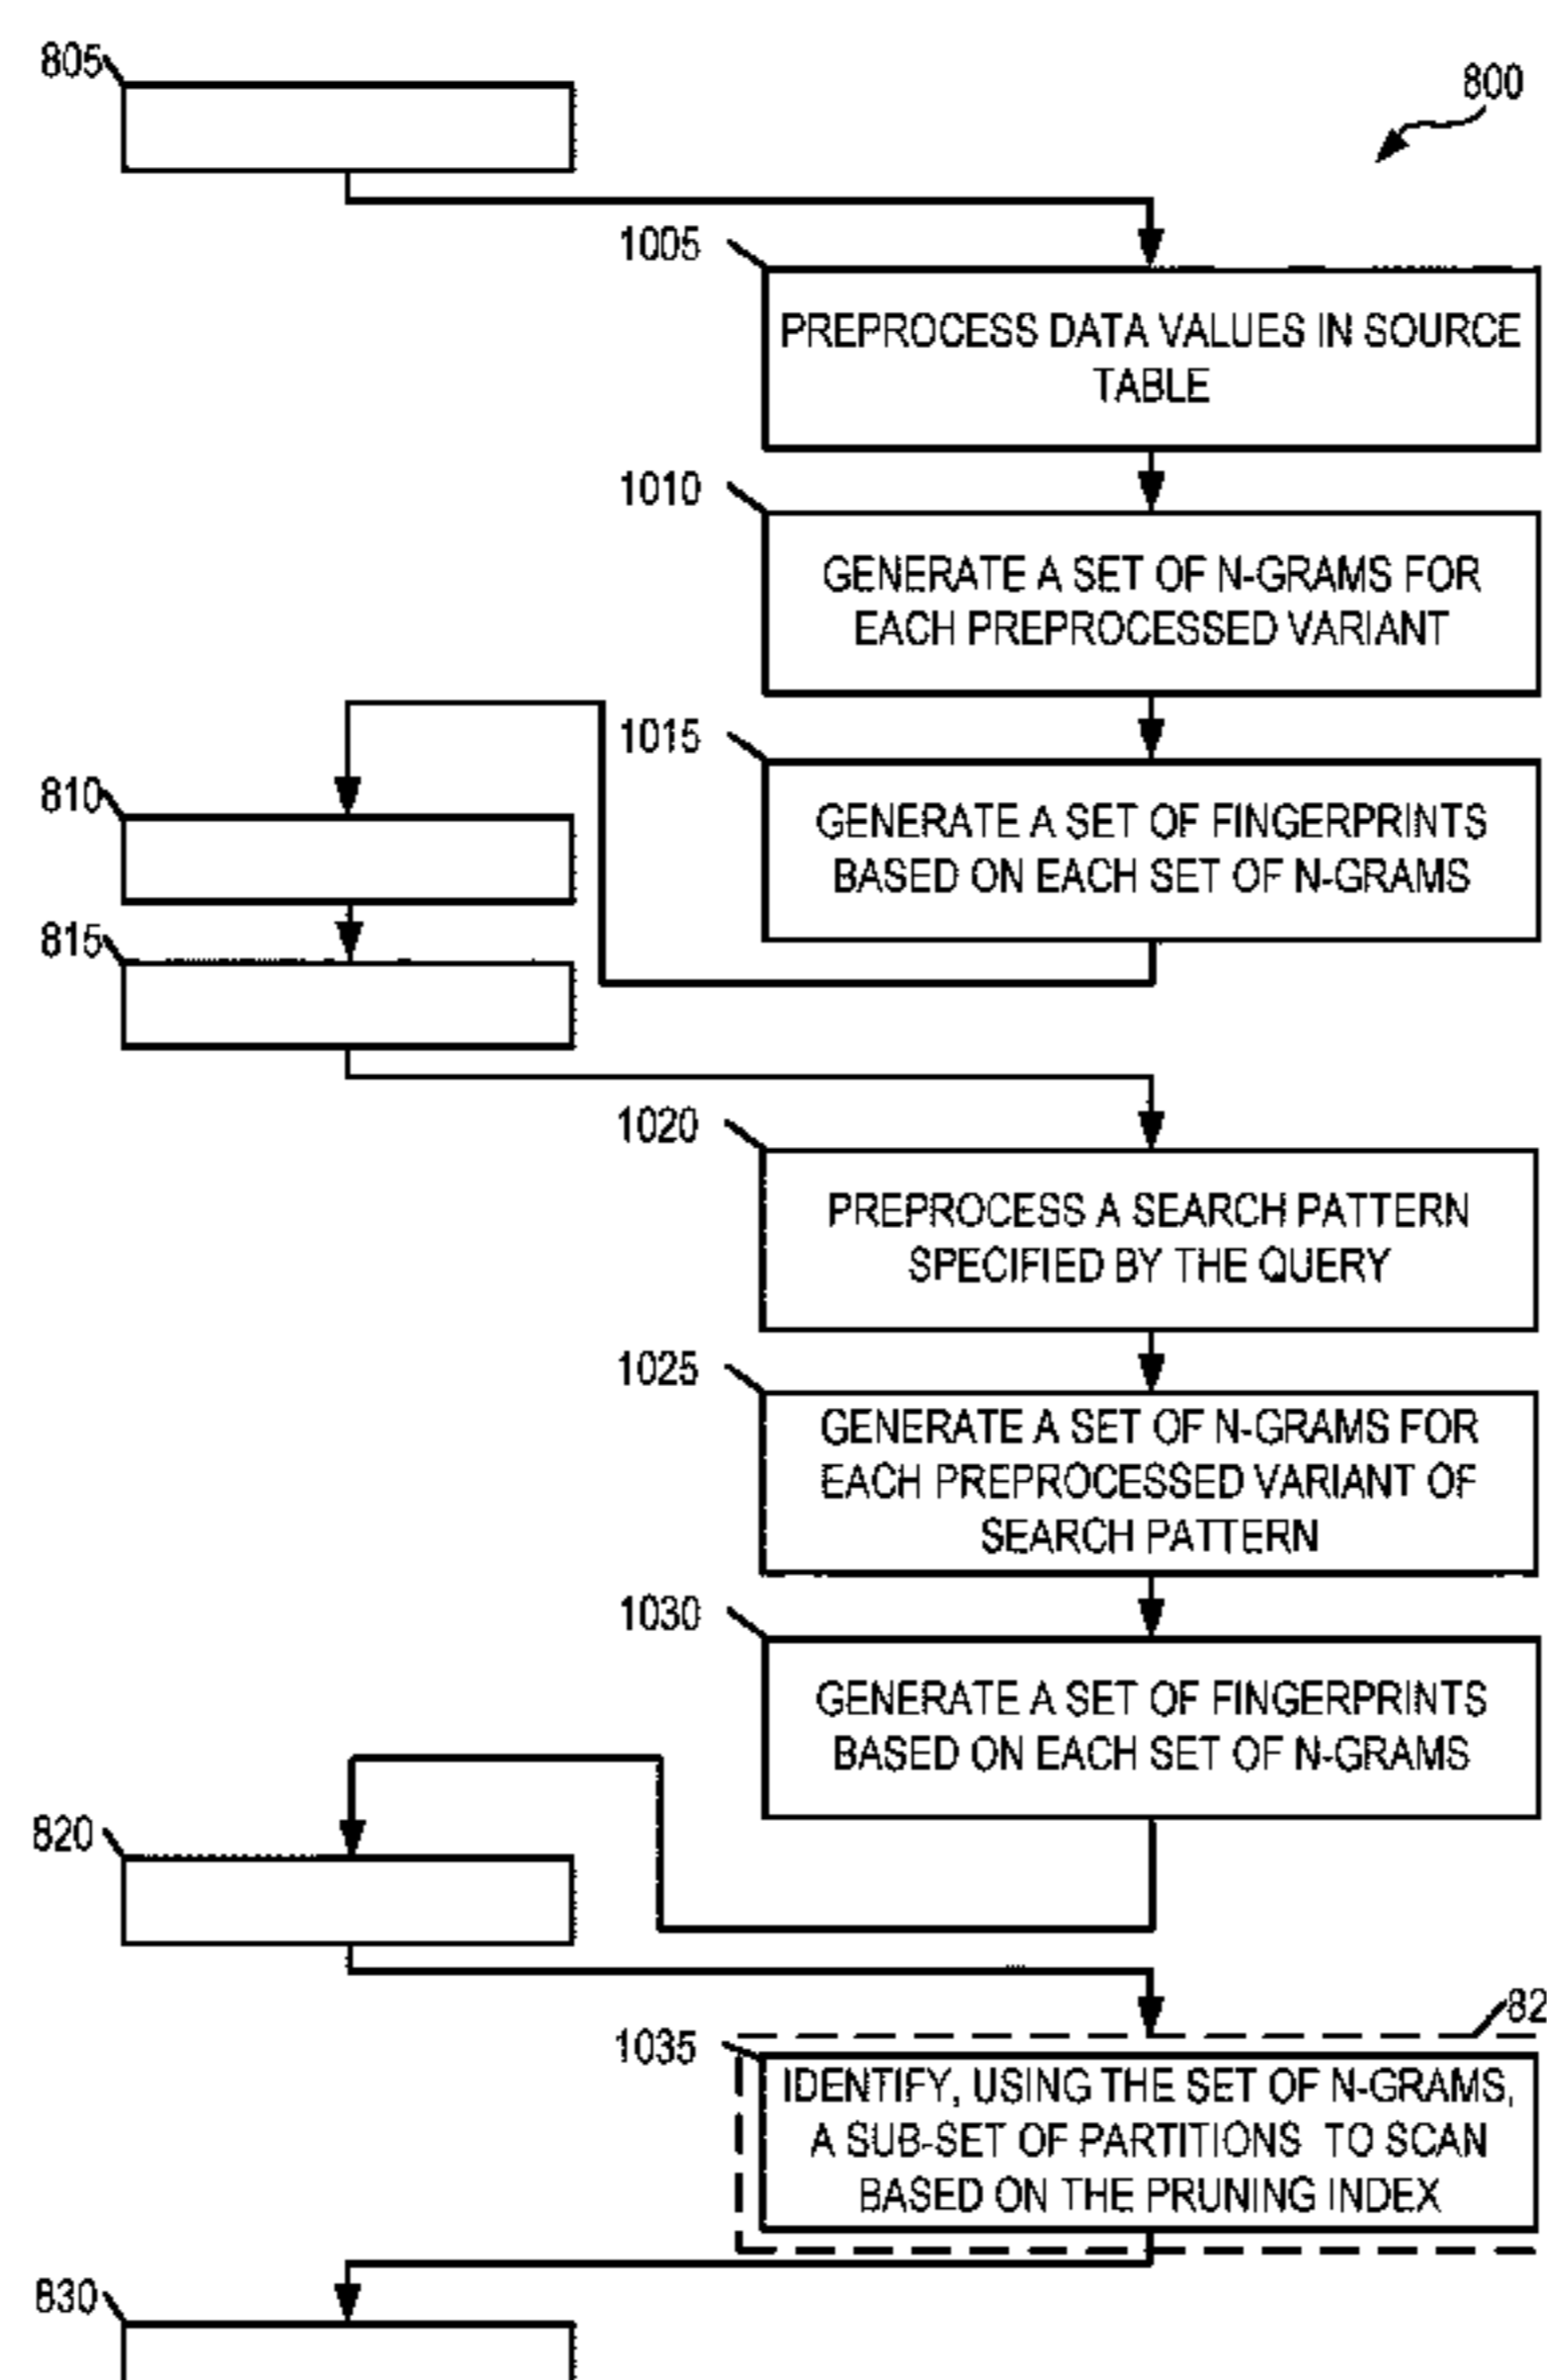 805
800
1005
PREPROCESS DATA VALUES IN SOURCE
TABLE
1010
GENERATE A SET OF N-GRAMS FOR
EACH PREPROCESSED VARIANT
1015
GENERATE A SET OF FINGERPRINTS
BASED ON EACH SET OF N-GRAMS
810
815
1020
PREPROCESS A SEARCH PATTERN
SPECIFIED BY THE QUERY
1025
GENERATE A SET OF N-GRAMS FOR
EACH PREPROCESSED VARIANT OF
SEARCH PATTERN
1030
GENERATE A SET OF FINGERPRINTS
BASED ON EACH SET OF N-GRAMS
820
82
1035
IDENTIFY, USING THE SET OF N-GRAMS,
A SUB-SET OF PARTITIONS TO SCAN
BASED ON THE PRUNING INDEX
830